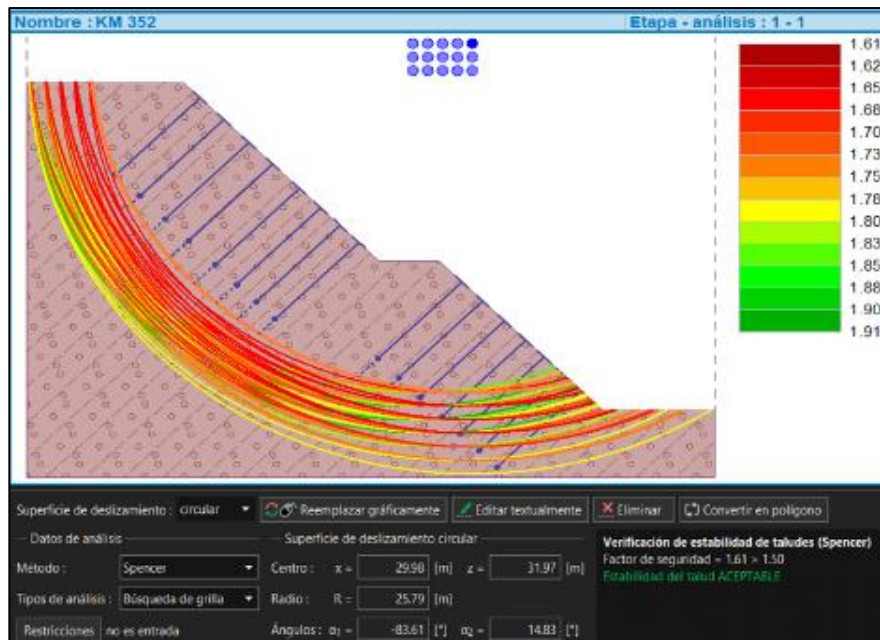 Nombre : KM 352
Etapa - análisis : 1 - 1
1.61
1.62
1.65
1.68
1.70
1.73
1.75
1.78
1.80
1.83
1.85
1.88
1.91
Superficie de deslizamiento : circular
Reemplazar gráficamente
Editar textualmente
Eliminar
Convertir en polígono
Datos de análisis
Método : Spencer
Tipos de análisis : Búsqueda de grilla
Restricciones no es entrada
Superficie de deslizamiento circular
Centro : x = 29.98 [m] z = 31.97 [m]
Radio : R = 25.79 [m]
Ángulos : α1 = -83.61 [°] α2 = 14.83 [°]
Verificación de estabilidad de taludes (Spencer)
Factor de seguridad = 1.61 > 1.50
Estabilidad del talud ACEPTABLE